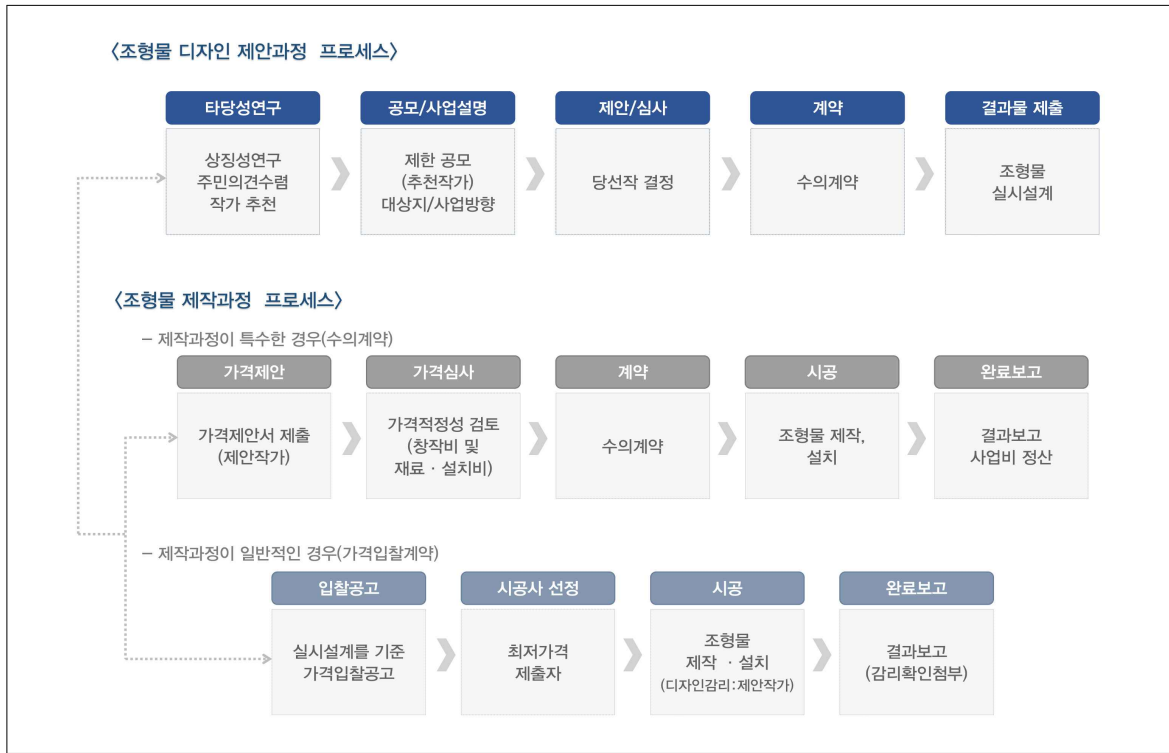 〈조형물 디자인 제안과정 프로세스〉
타당성연구
상징성연구
주민의견수렴
작가 추천
공모/사업설명
제한 공모
(추천작가)
대상지/사업방향
제안/심사
당선작 결정
계약
수의계약
결과물 제출
조형물
실시설계
〈조형물 제작과정 프로세스〉
– 제작과정이 특수한 경우(수의계약)
가격제안
가격제안서 제출
(제안작가)
가격심사
가격적정성 검토
(창작비 및
재료 · 설치비)
계약
수의계약
시공
조형물 제작,
설치
완료보고
결과보고
사업비 정산
– 제작과정이 일반적인 경우(가격입찰계약)
입찰공고
실시설계를 기준
가격입찰공고
시공사 선정
최저가격
제출자
시공
조형물
제작 · 설치
(디자인감리:제안작가)
완료보고
결과보고
(감리확인첨부)